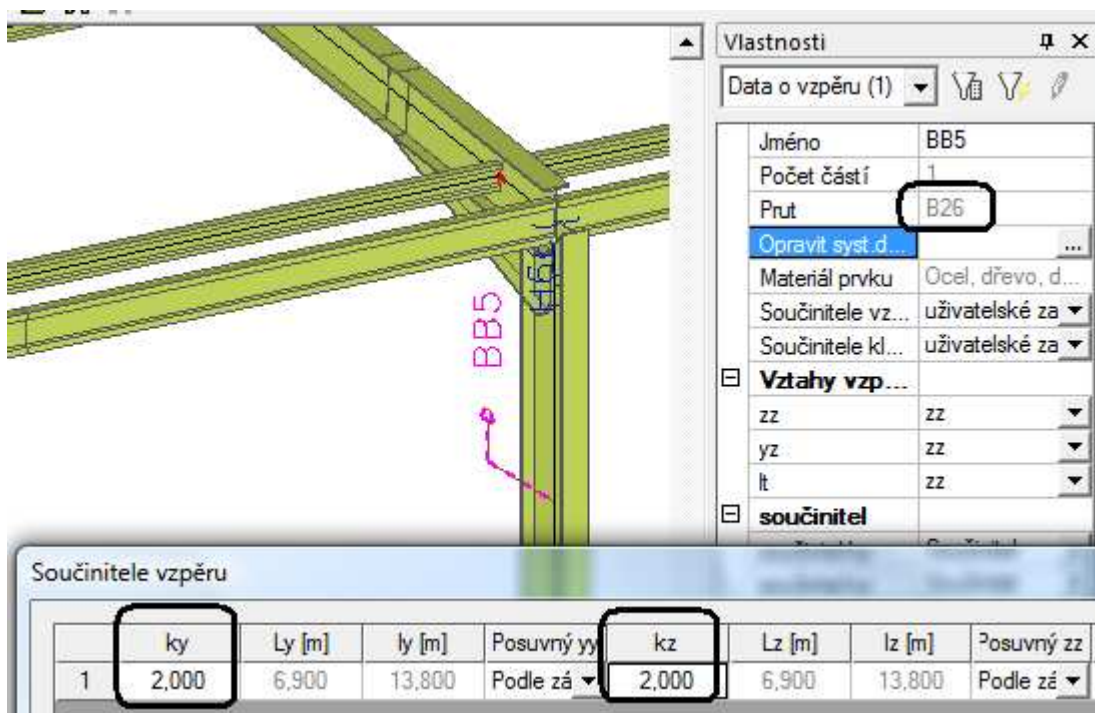 Vlastnosti
Data o vzpěru (1)
Jméno BB5
Počet částí 1
Prut B26
Opravit syst.d... ...
Materiál prvku Ocel, dřevo, d...
Součinitele vz... uživatelské za
Součinitele kl... uživatelské za
Vztahy vzp...
zz zz
yz zz
lt zz
součinitel
BB5
Součinitele vzpěru
ky Ly [m] ly [m] Posuvný yy kz Lz [m] lz [m] Posuvný zz
1 2,000 6,900 13,800 Podle zá 2,000 6,900 13,800 Podle zá